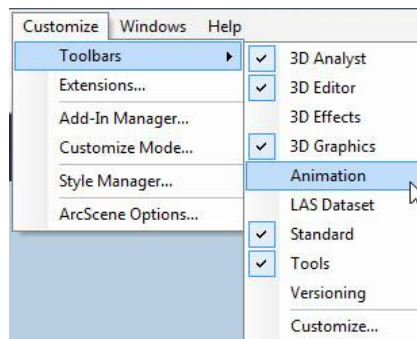 Customize Windows Help
Toolbars
Extensions...
Add-In Manager...
Customize Mode...
Style Manager...
ArcScene Options...
3D Analyst
3D Editor
3D Effects
3D Graphics
Animation
LAS Dataset
Standard
Tools
Versioning
Customize...